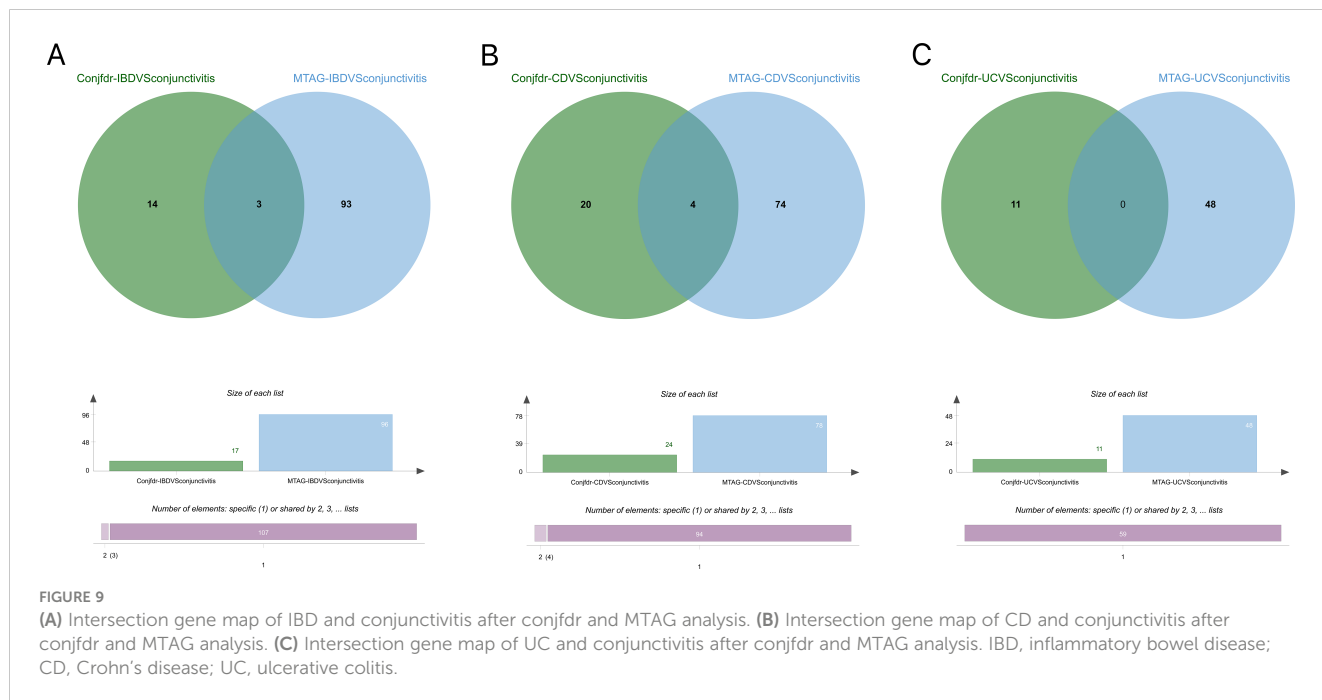 A
B
C
Conjfdr-IBDVSconjunctivitis
MTAG-IBDVSconjunctivitis
Conjfdr-CDVSconjunctivitis
MTAG-CDVSconjunctivitis
Conjfdr-UCVSconjunctivitis
MTAG-UCVSconjunctivitis
14
3
93
20
4
74
11
0
48
Size of each list
96
48
0
17
96
Conjfdr-IBDVSconjunctivitis
MTAG-IBDVSconjunctivitis
Number of elements: specific (1) or shared by 2, 3, ... lists
107
2 (3)
1
Size of each list
78
39
0
24
78
Conjfdr-CDVSconjunctivitis
MTAG-CDVSconjunctivitis
Number of elements: specific (1) or shared by 2, 3, ... lists
94
2 (4)
1
Size of each list
48
24
0
11
48
Conjfdr-UCVSconjunctivitis
MTAG-UCVSconjunctivitis
Number of elements: specific (1) or shared by 2, 3, ... lists
59
1
FIGURE 9
(A) Intersection gene map of IBD and conjunctivitis after conjfdr and MTAG analysis. (B) Intersection gene map of CD and conjunctivitis after
conjfdr and MTAG analysis. (C) Intersection gene map of UC and conjunctivitis after conjfdr and MTAG analysis. IBD, inflammatory bowel disease;
CD, Crohn's disease; UC, ulcerative colitis.